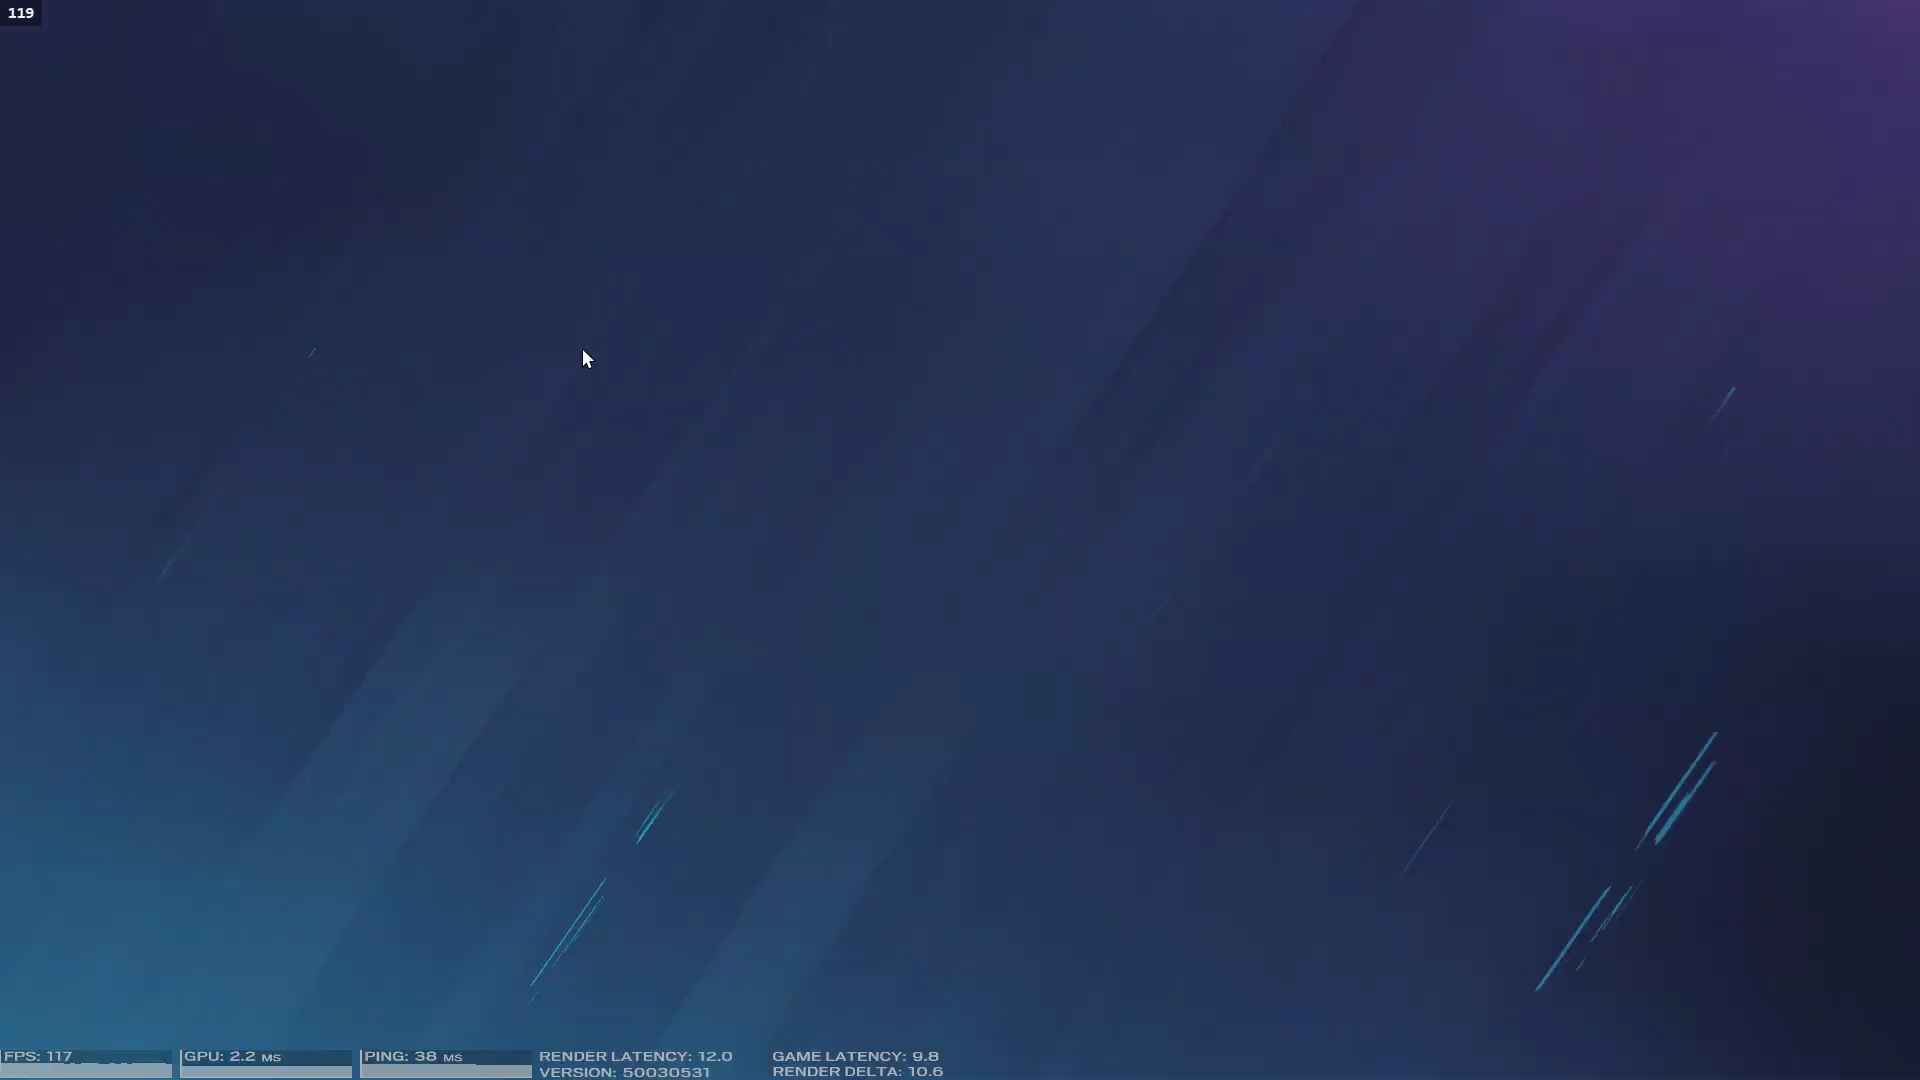 119
FPS: 117
GPU: 2.2 MS
PING: 38 MS
RENDER LATENCY: 12.0
VERSION: 50030531
GAME LATENCY: 9.8
RENDER DELTA: 10.6